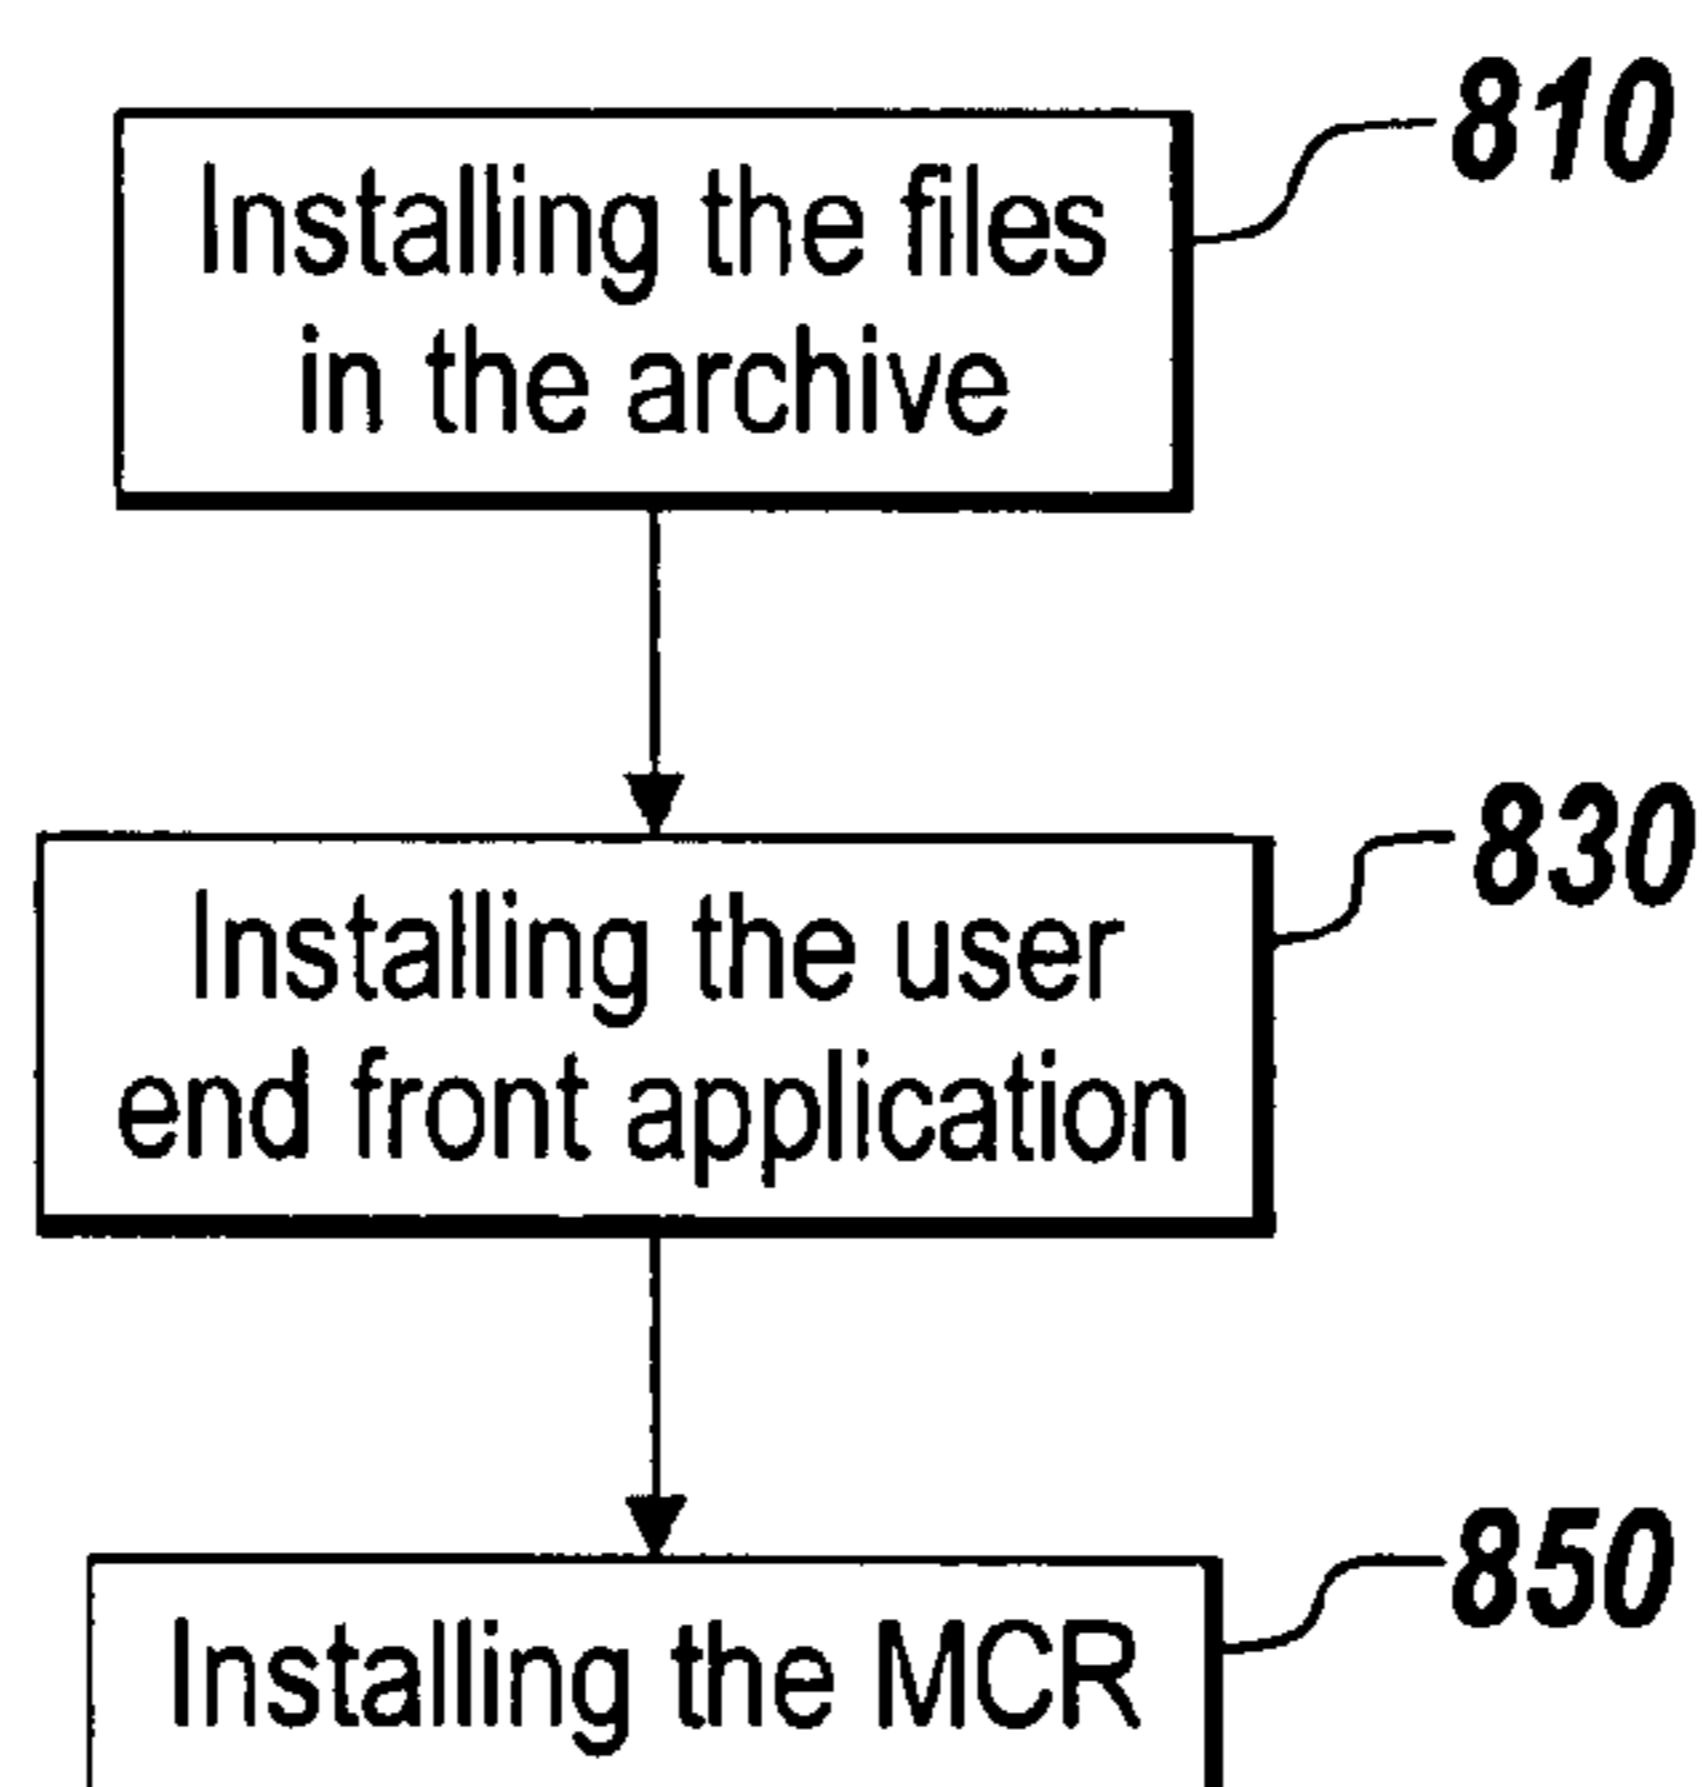 810
Installing the files
in the archive
830
Installing the user
end front application
850
Installing the MCR